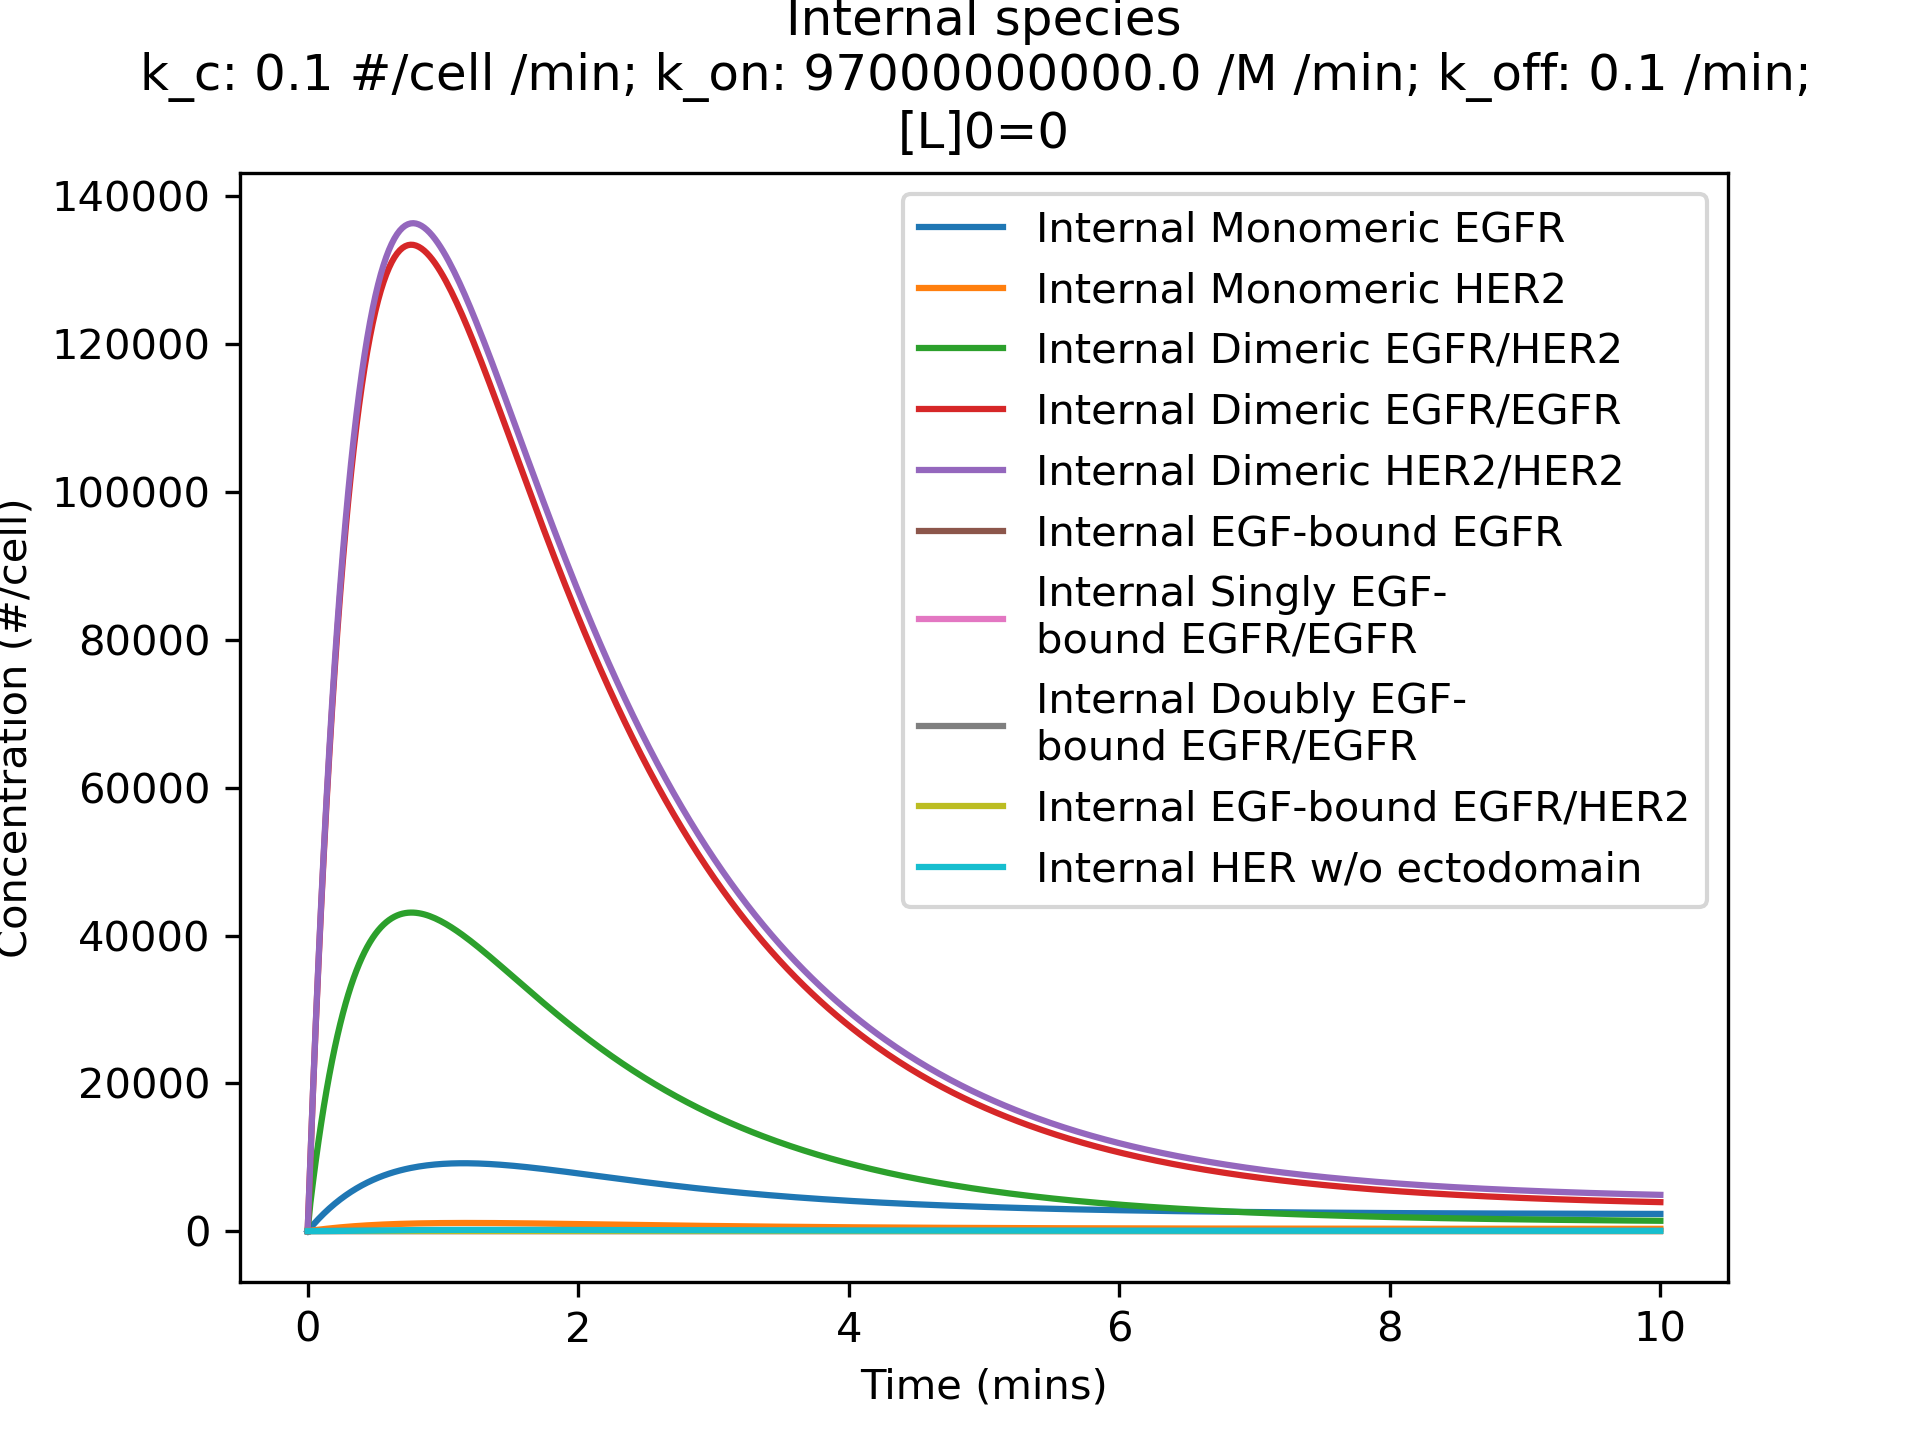 Internal species
k_c: 0.1 #/cell /min; k_on: 97000000000.0 /M /min; k_off: 0.1 /min;
[L]0=0
140000
120000
100000
80000
60000
40000
20000
0
Concentration (#/cell)
Internal Monomeric EGFR
Internal Monomeric HER2
Internal Dimeric EGFR/HER2
Internal Dimeric EGFR/EGFR
Internal Dimeric HER2/HER2
Internal EGF-bound EGFR
Internal Singly EGF-
bound EGFR/EGFR
Internal Doubly EGF-
bound EGFR/EGFR
Internal EGF-bound EGFR/HER2
Internal HER w/o ectodomain
0 2 4 6 8 10
Time (mins)